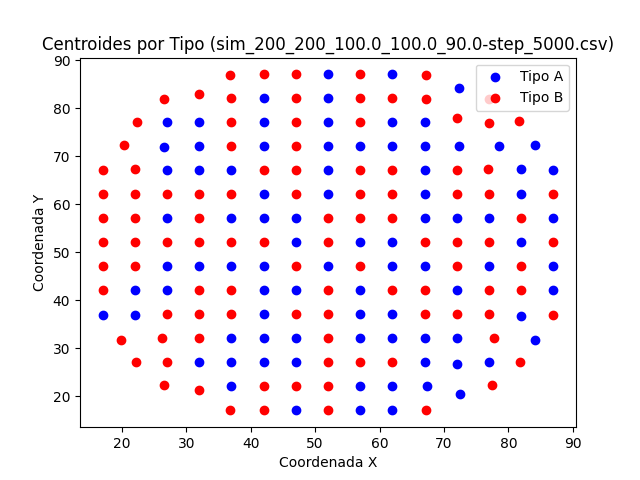 Centroides por Tipo (sim_200_200_100.0_100.0_90.0-step_5000.csv)
Tipo A
Tipo B
90
80
70
60
50
40
30
20
Coordenada Y
20 30 40 50 60 70 80 90
Coordenada X